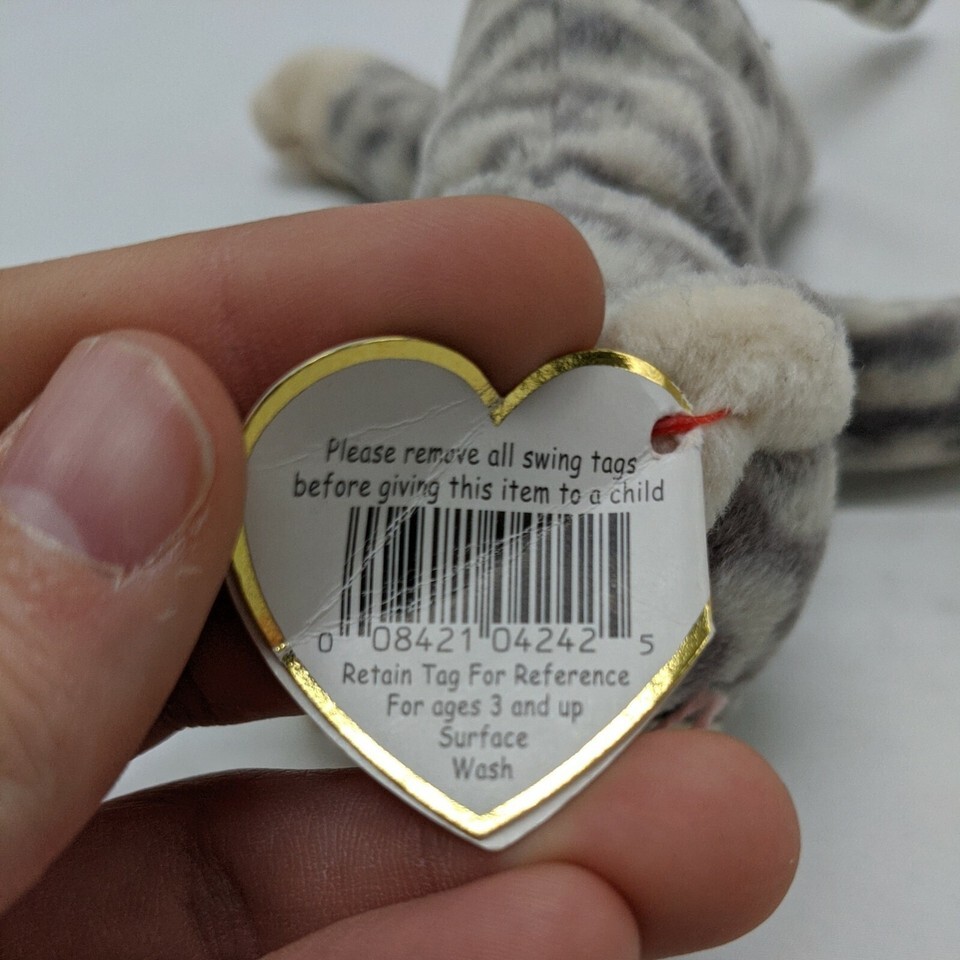 Please remove all swing tags
before giving this item to a child
0 08421 04242 5
Retain Tag For Reference
For ages 3 and up
Surface
Wash